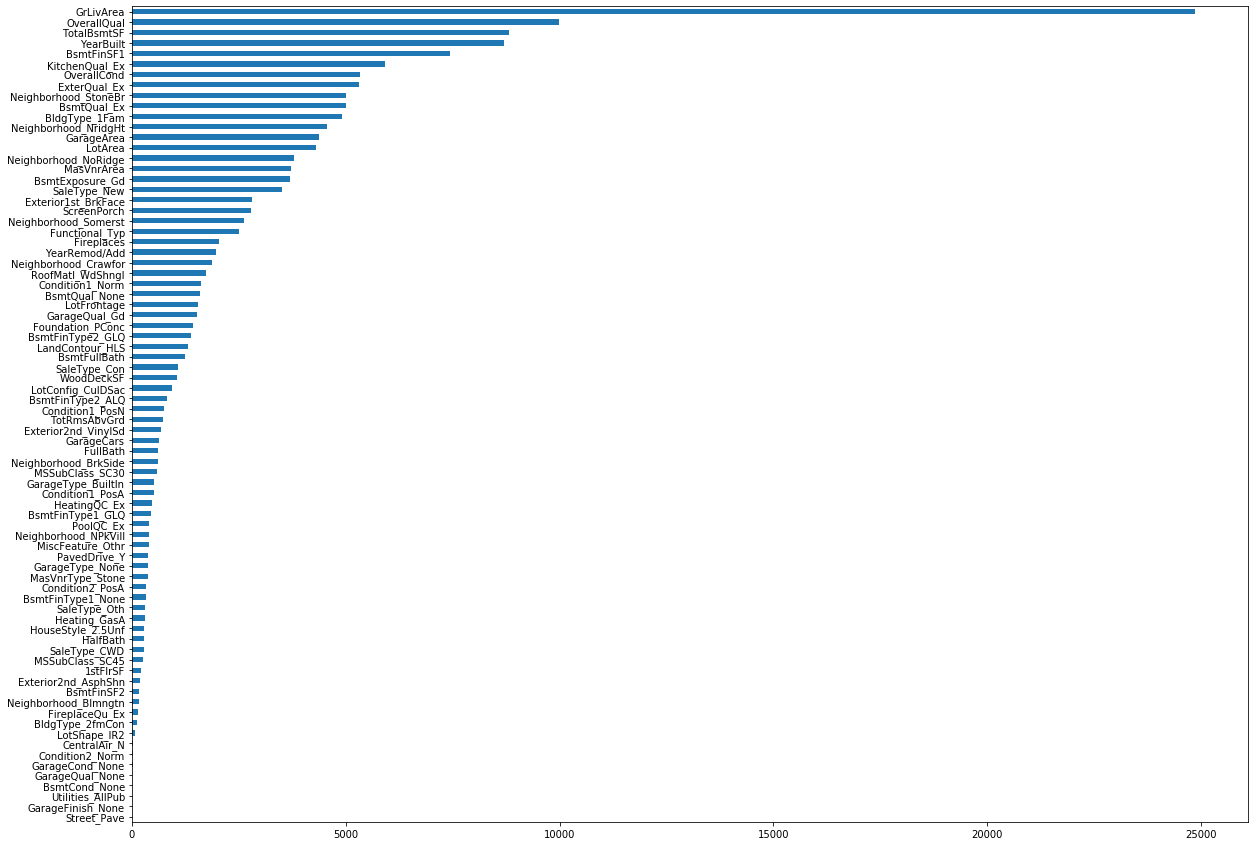 GrLivArea
OverallQual
TotalBsmtSF
YearBuilt
BsmtFinSF1
KitchenQual_Ex
OverallCond
ExterQual_Ex
Neighborhood_StoneBr
BsmtQual_Ex
BldgType_1Fam
Neighborhood_NridgHt
GarageArea
LotArea
Neighborhood_NoRidge
MasVnrArea
BsmtExposure_Gd
SaleType_New
Exterior1st_BrkFace
ScreenPorch
Neighborhood_Somerst
Functional_Typ
Fireplaces
YearRemod/Add
Neighborhood_Crawfor
RoofMatl_WdShngl
Condition1_Norm
BsmtQual_None
LotFrontage
GarageQual_Gd
Foundation_PConc
BsmtFinType2_GLQ
LandContour_HLS
BsmtFullBath
SaleType_Con
WoodDeckSF
LotConfig_CulDSac
BsmtFinType2_ALQ
Condition1_PosN
TotRmsAbvGrd
Exterior2nd_VinylSd
GarageCars
FullBath
Neighborhood_BrkSide
MSSubClass_SC30
GarageType_BuiltIn
Condition1_PosA
HeatingQC_Ex
BsmtFinType1_GLQ
PoolQC_Ex
Neighborhood_NPkVill
MiscFeature_Othr
PavedDrive_Y
GarageType_None
MasVnrType_Stone
Condition2_PosA
BsmtFinType1_None
SaleType_Oth
Heating_GasA
HouseStyle_2.5Unf
HalfBath
SaleType_CWD
MSSubClass_SC45
1stFlrSF
Exterior2nd_AsphShn
BsmtFinSF2
Neighborhood_Blmngtn
FireplaceQu_Ex
BldgType_2fmCon
LotShape_IR2
CentralAir_N
Condition2_Norm
GarageCond_None
GarageQual_None
BsmtCond_None
Utilities_AllPub
GarageFinish_None
Street_Pave
0 5000 10000 15000 20000 25000